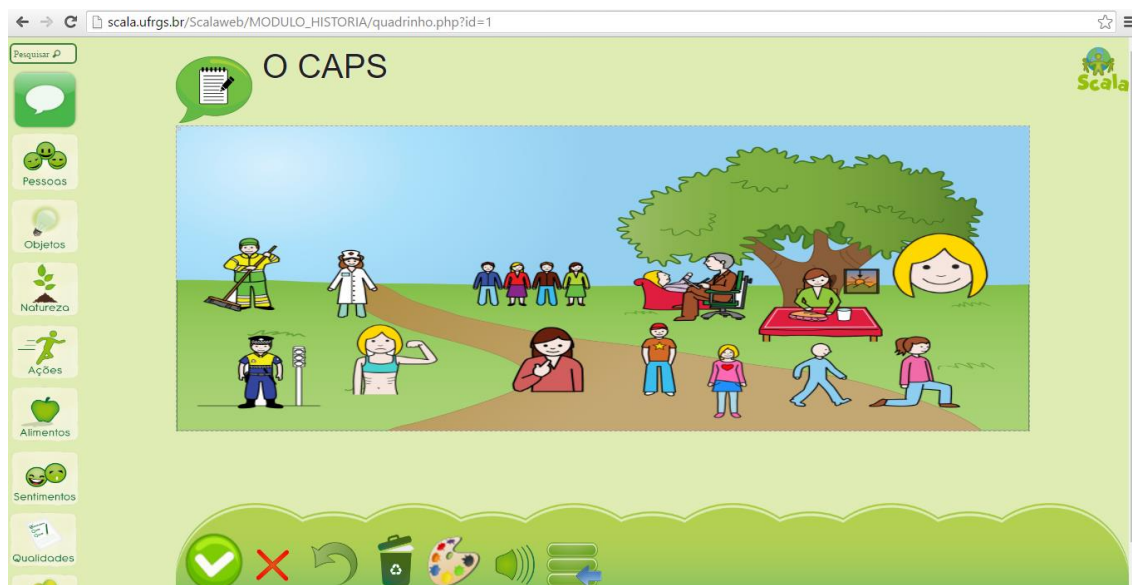 scala.ufrgs.br/Scalaweb/MODULO_HISTORIA/quadrinho.php?id=1
Pesquisar
O CAPS
Scala
Pessoas
Objetos
Natureza
Ações
Alimentos
Sentimentos
Qualidades